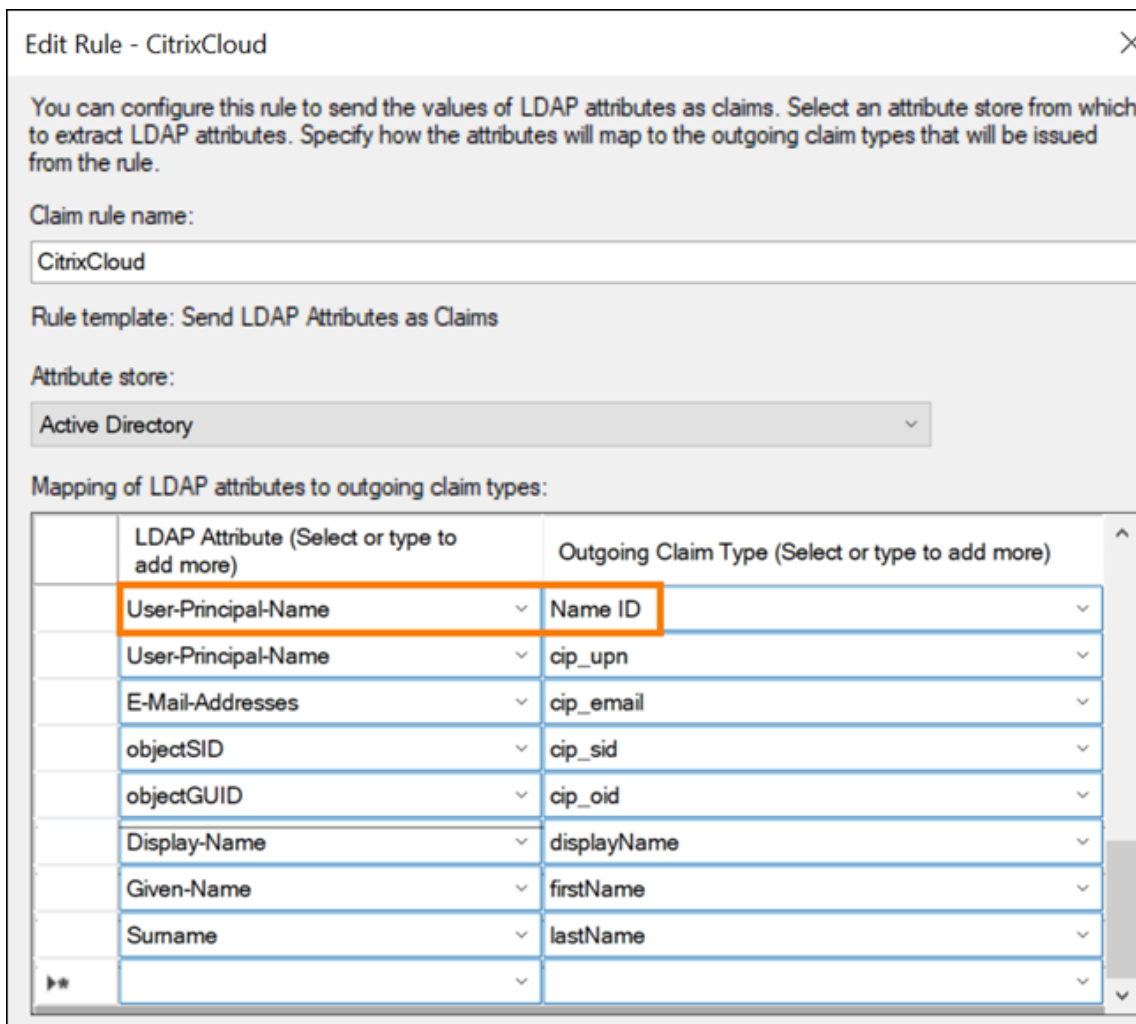 Edit Rule - CitrixCloud
You can configure this rule to send the values of LDAP attributes as claims. Select an attribute store from which
to extract LDAP attributes. Specify how the attributes will map to the outgoing claim types that will be issued
from the rule.
Claim rule name:
CitrixCloud
Rule template: Send LDAP Attributes as Claims
Attribute store:
Active Directory
Mapping of LDAP attributes to outgoing claim types:
LDAP Attribute (Select or type to
add more)
Outgoing Claim Type (Select or type to add more)
User-Principal-Name Name ID
User-Principal-Name cip_upn
E-Mail-Addresses cip_email
objectSID cip_sid
objectGUID cip_oid
Display-Name displayName
Given-Name firstName
Surname lastName